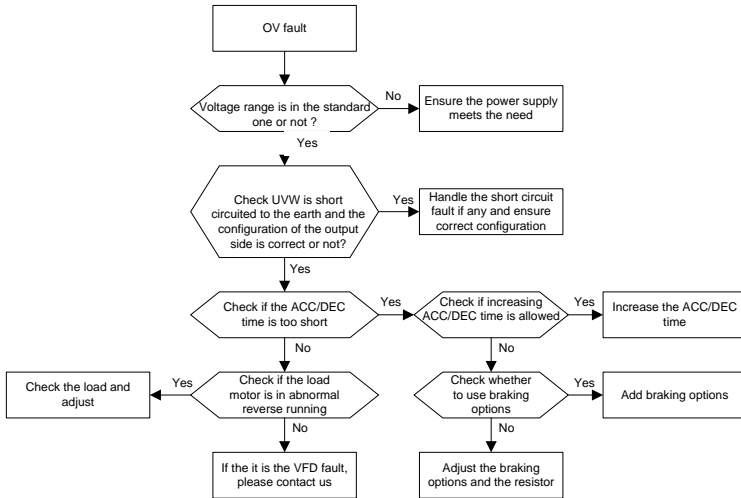 OV fault
Voltage range is in the standard
one or not ?
No
Ensure the power supply
meets the need
Yes
Check UVW is short
circuited to the earth and the
configuration of the output
side is correct or not?
Yes
Handle the short circuit
fault if any and ensure
correct configuration
Yes
Check if the ACC/DEC
time is too short
Yes
Check if increasing
ACC/DEC time is allowed
Yes
Increase the ACC/DEC
time
No
No
Check the load and
adjust
Yes
Check if the load
motor is in abnormal
reverse running
Check whether
to use braking
options
Yes
Add braking options
No
No
If the it is the VFD fault,
please contact us
Adjust the braking
options and the resistor